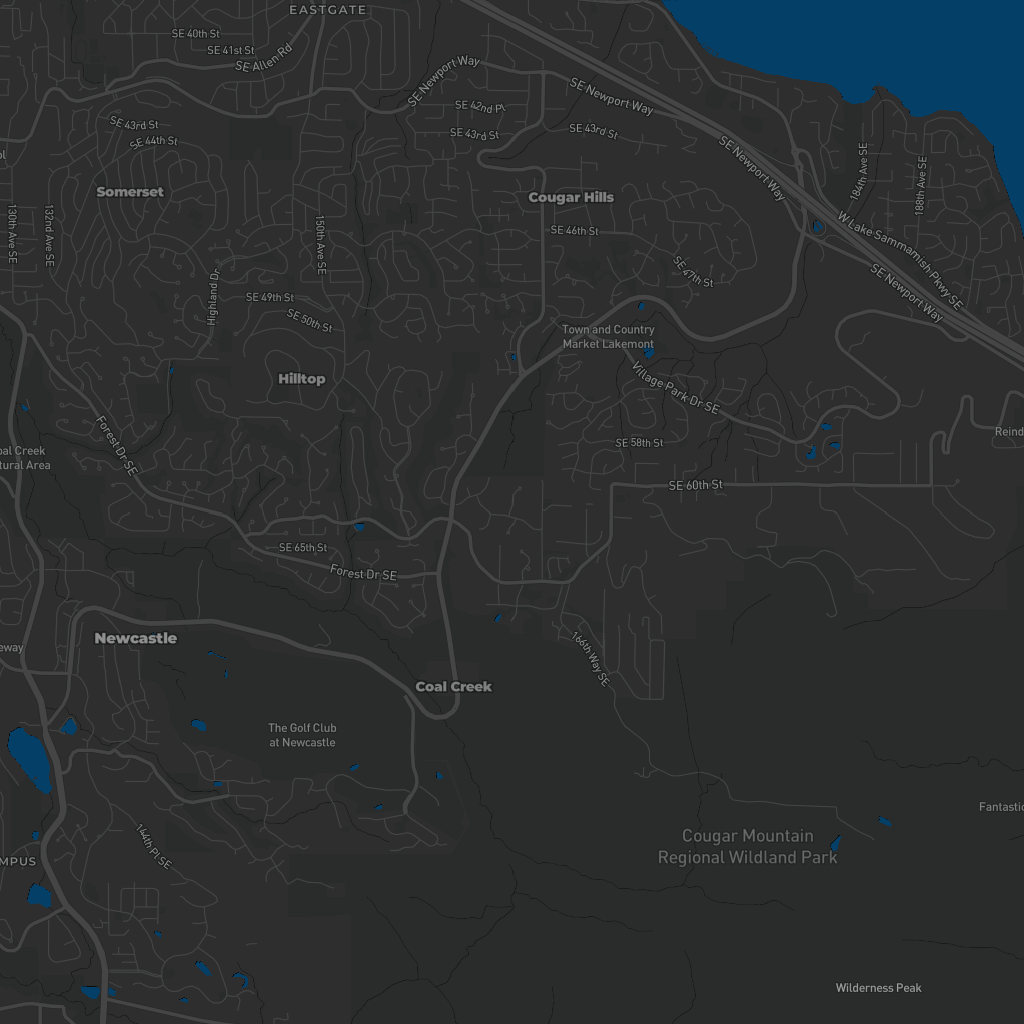 EASTGATE
SE 40th St
SE 41st St
SE Allen Rd
SE Newport Way
SE Newport Way
SE 42nd Pl
SE 43rd St
SE 43rd St
SE 43rd St
SE 44th St
SE Newport Way
184th Ave SE
188th Ave SE
Somerset
Cougar Hills
130th Ave SE
132nd Ave SE
150th Ave SE
SE 46th St
W Lake Sammamish Pkwy SE
SE 47th St
SE Newport Way
Highland Dr
SE 49th St
SE 50th St
Town and Country
Market Lakemont
Hilltop
Village Park Dr SE
Forest Dr SE
Reind
SE 58th St
oal Creek
tural Area
SE 60th St
SE 65th St
Forest Dr SE
Newcastle
eway
166th Way SE
Coal Creek
The Golf Club
at Newcastle
Fantastic
144th Pl SE
Cougar Mountain
Regional Wildland Park
MPUS
Wilderness Peak